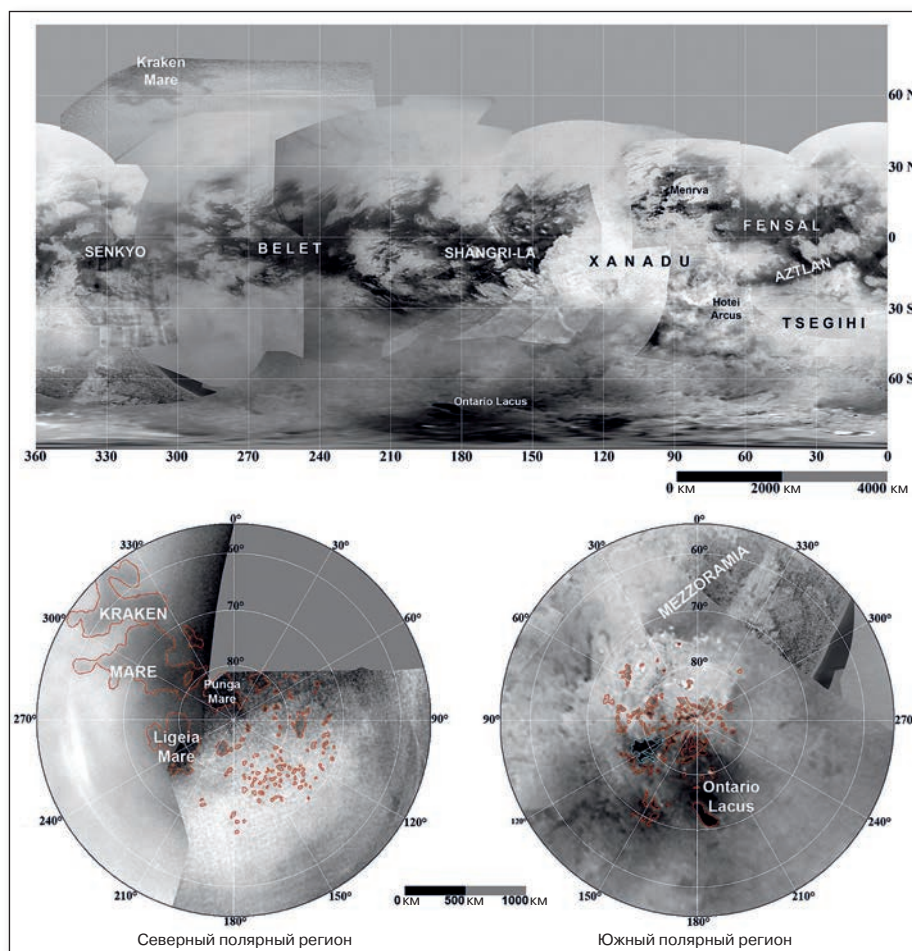 Kraken
Mare
60 N
30 N
Menrva
FENSAL
SENKYO
BELET
SHANGRI-LA
0
XANADU
AZTLAN
Hotei
Arcus
30 S
TSEGIHI
60 S
Ontario Lacus
360 330 300 270 240 210 180 150 120 90 60 30 0
0 км 2000 км 4000 км
0°
330°
30°
60°
300°
KRAKEN
70°
60°
MARE
80°
Punga
Mare
270°
90°
Ligeia
Mare
240°
120°
210°
150°
180°
0 км 500 км 1000 км
Северный полярный регион
0°
30°
330°
60°
MEZZORAMIA
60°
70°
300°
80°
90°
270°
Ontario
Lacus
120°
240°
150°
210°
180°
Южный полярный регион